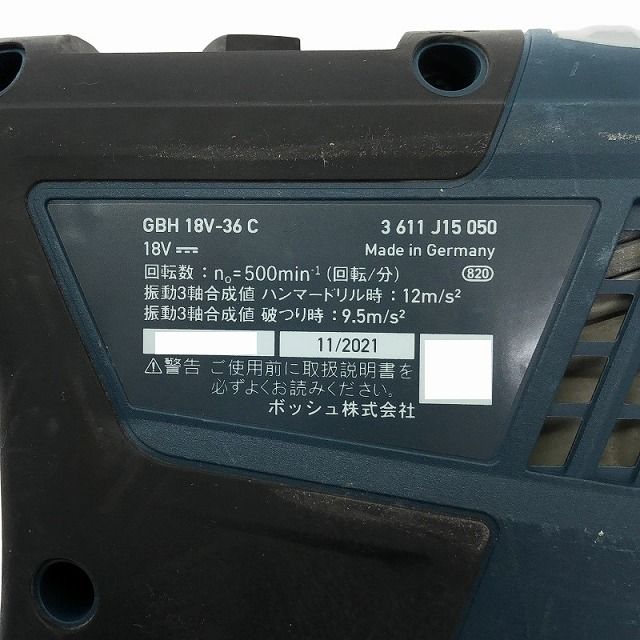 GBH 18V-36 C 3 611 J15 050
18V⎓ Made in Germany
回転数：n₀=500min⁻¹(回転/分) 820
振動3軸合成値 ハンマードリル時：12m/s²
振動3軸合成値 破つり時：9.5m/s²
11/2021
⚠警告 ご使用前に取扱説明書を
必ずよくお読みください。
ボッシュ株式会社